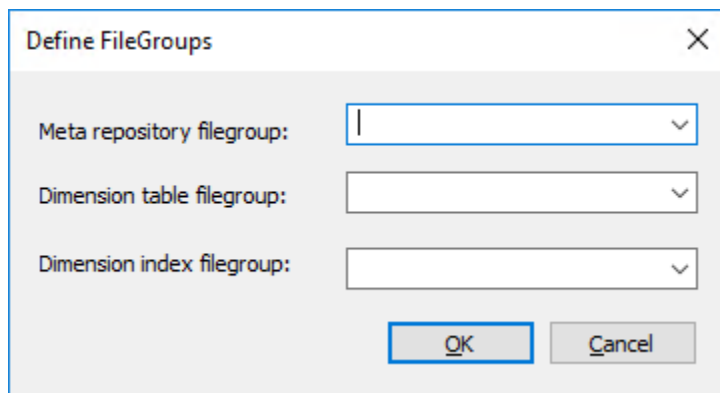 Define FileGroups
Meta repository filegroup:
Dimension table filegroup:
Dimension index filegroup:
OK Cancel